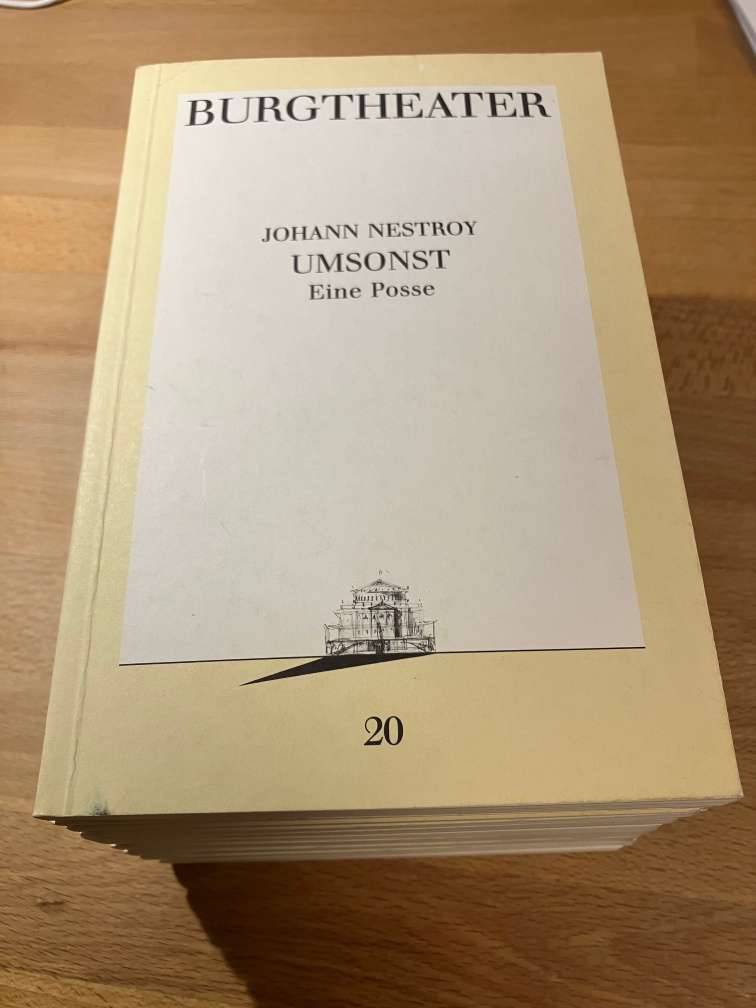 BURGTHEATER
JOHANN NESTROY
UMSONST
Eine Posse
20